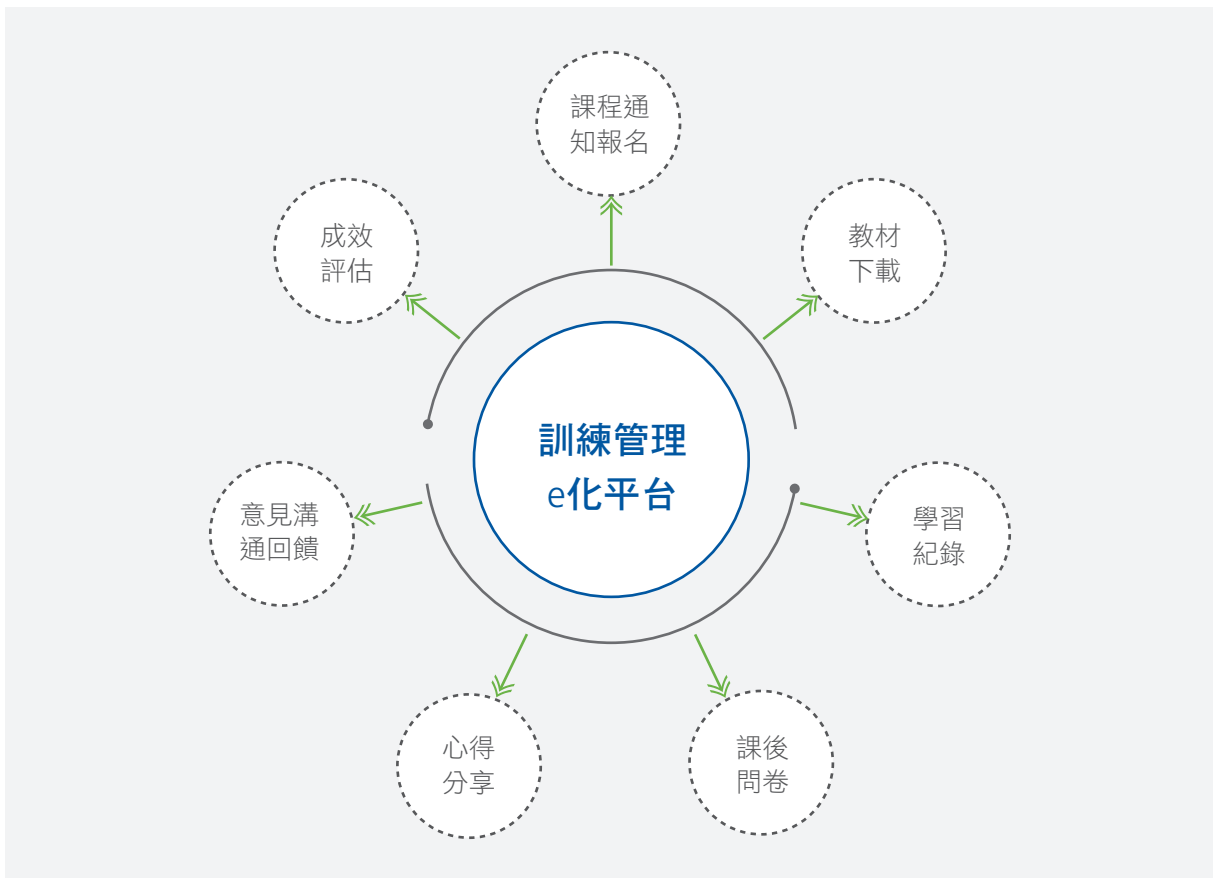 課程通
知報名
成效
評估
教材
下載
訓練管理
e化平台
意見溝
通回饋
學習
紀錄
心得
分享
課後
問卷